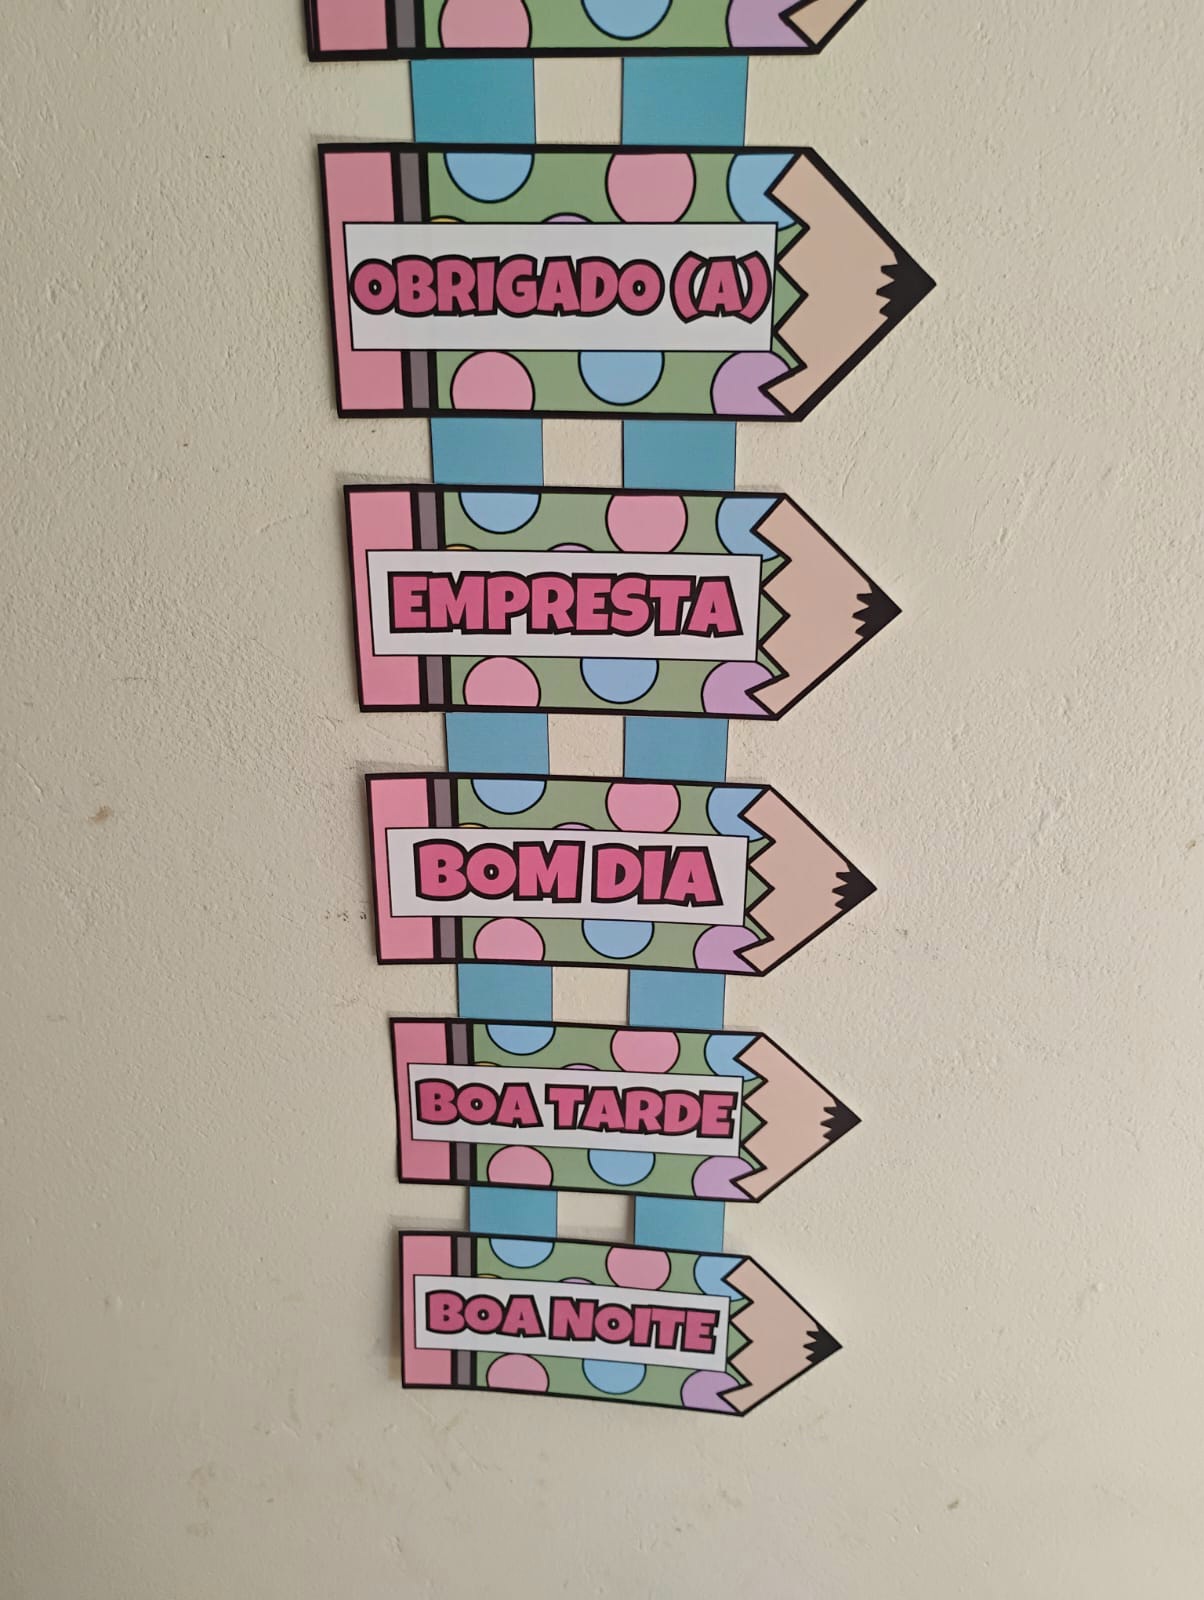 OBRIGADO (A)
EMPRESTA
BOM DIA
BOA TARDE
BOA NOITE